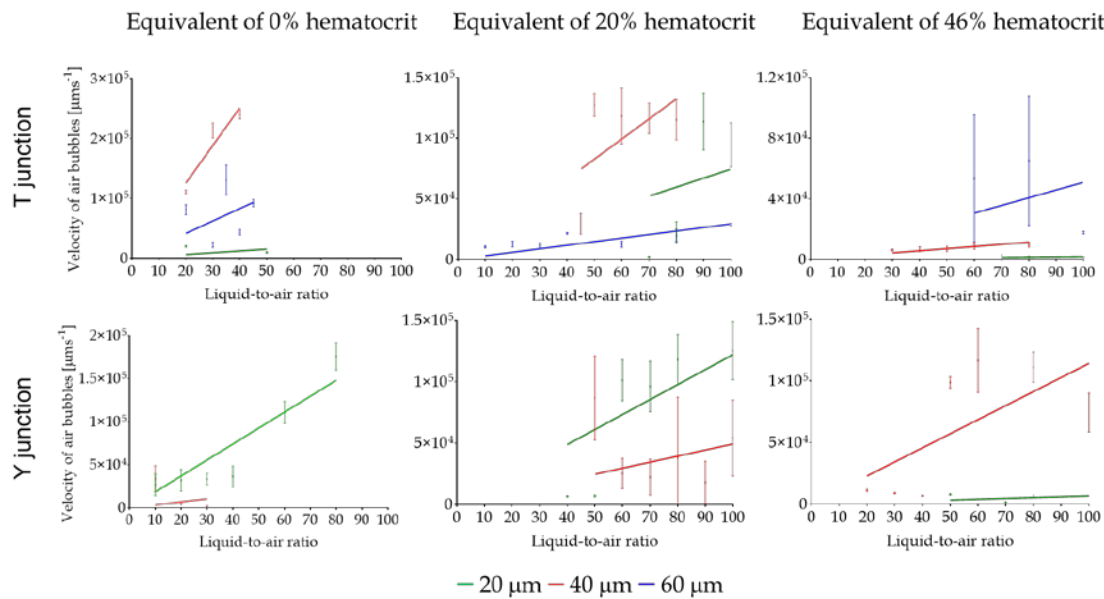 Equivalent of 0% hematocrit
Equivalent of 20% hematocrit
Equivalent of 46% hematocrit
T junction
Velocity of air bubbles [µms⁻¹]
3×10⁵
2×10⁵
1×10⁵
0
0 10 20 30 40 50 60 70 80 90 100
Liquid-to-air ratio
1.5×10⁵
1×10⁵
5×10⁴
0
0 10 20 30 40 50 60 70 80 90 100
Liquid-to-air ratio
1.2×10⁵
8×10⁴
4×10⁴
0
0 10 20 30 40 50 60 70 80 90 100
Liquid-to-air ratio
Y junction
Velocity of air bubbles [µms⁻¹]
2×10⁵
1.5×10⁵
1×10⁵
5×10⁴
0
0 10 20 30 40 50 60 70 80 90 100
Liquid-to-air ratio
1.5×10⁵
1×10⁵
5×10⁴
0
0 10 20 30 40 50 60 70 80 90 100
Liquid-to-air ratio
1.5×10⁵
1×10⁵
5×10⁴
0
0 10 20 30 40 50 60 70 80 90 100
Liquid-to-air ratio
20 µm 40 µm 60 µm